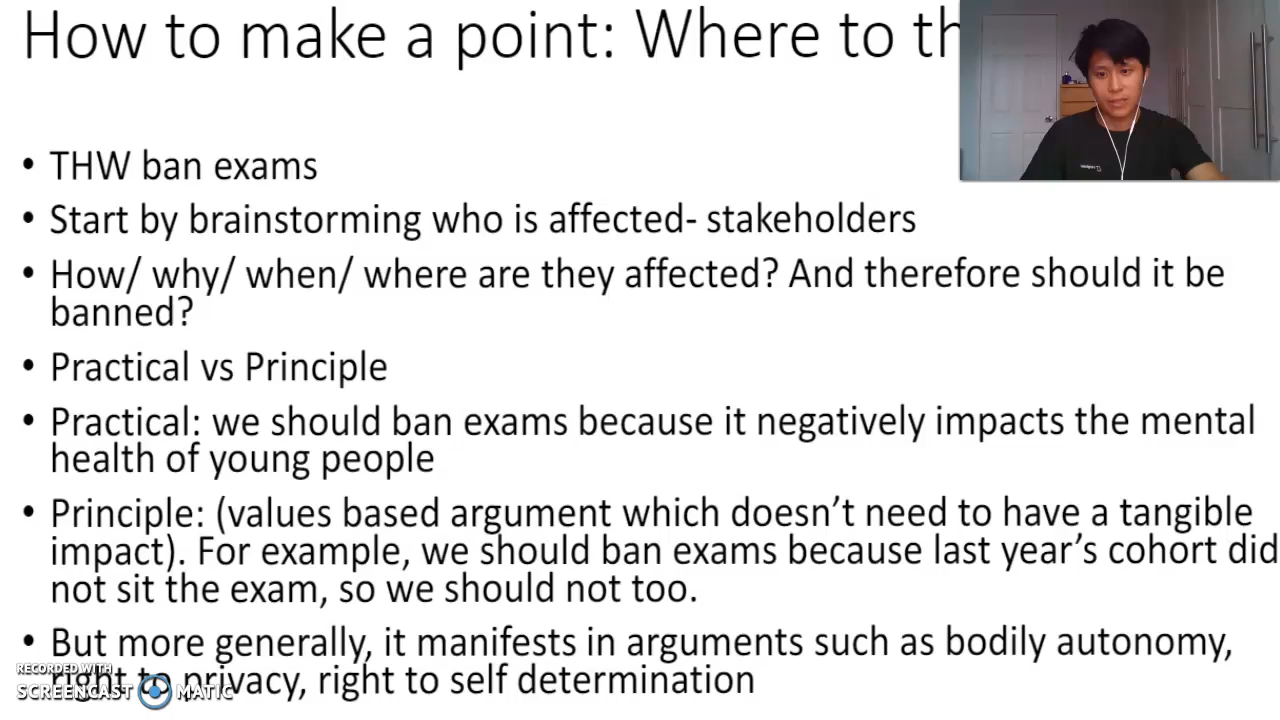 How to make a point: Where to th
• THW ban exams
• Start by brainstorming who is affected- stakeholders
• How/ why/ when/ where are they affected? And therefore should it be
banned?
• Practical vs Principle
• Practical: we should ban exams because it negatively impacts the mental
health of young people
• Principle: (values based argument which doesn't need to have a tangible
impact). For example, we should ban exams because last year's cohort did
not sit the exam, so we should not too.
• But more generally, it manifests in arguments such as bodily autonomy,
right to privacy, right to self determination
RECORDED WITH
SCREENCAST MATIC